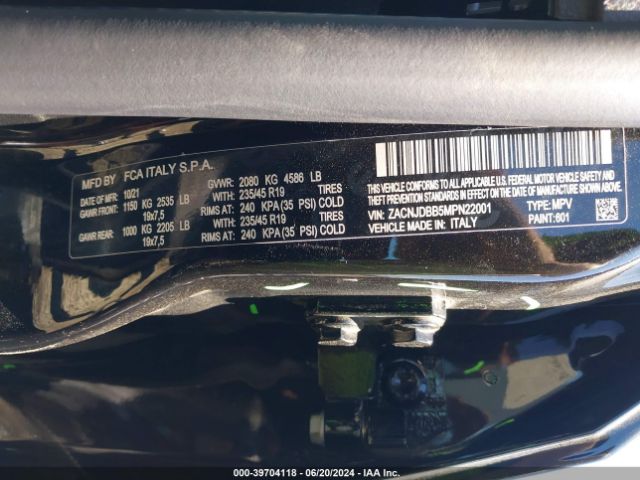 MFD BY FCA ITALY S.P.A.
DATE OF MFR: 10/21 GVWR: 2080 KG 4586 LB
GAWR FRONT: 1150 KG 2535 LB 235/45 R19 TIRES
19x7,5 RIMS AT: 240 KPA (35 PSI) COLD
GAWR REAR: 1000 KG 2205 LB 235/45 R19 TIRES
19x7,5 RIMS AT: 240 KPA (35 PSI) COLD
THIS VEHICLE CONFORMS TO ALL APPLICABLE U.S.A. FEDERAL MOTOR VEHICLE SAFETY, BUMPER, AND THEFT PREVENTION STANDARDS IN EFFECT ON THE DATE OF MANUFACTURE SHOWN ABOVE.
VIN: ZACNJDBB5MPN22001 TYPE: MPV
VEHICLE MADE IN: ITALY PAINT: 601
000-39704118 - 06/20/2024 - IAA Inc.